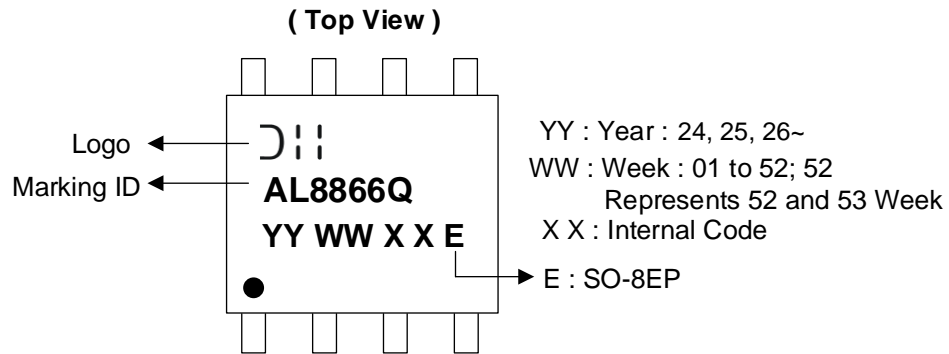 ( Top View )
Logo
Marking ID
AL8866Q
YY WW X X E
YY : Year : 24, 25, 26~
WW : Week : 01 to 52; 52
Represents 52 and 53 Week
X X : Internal Code
E : SO-8EP